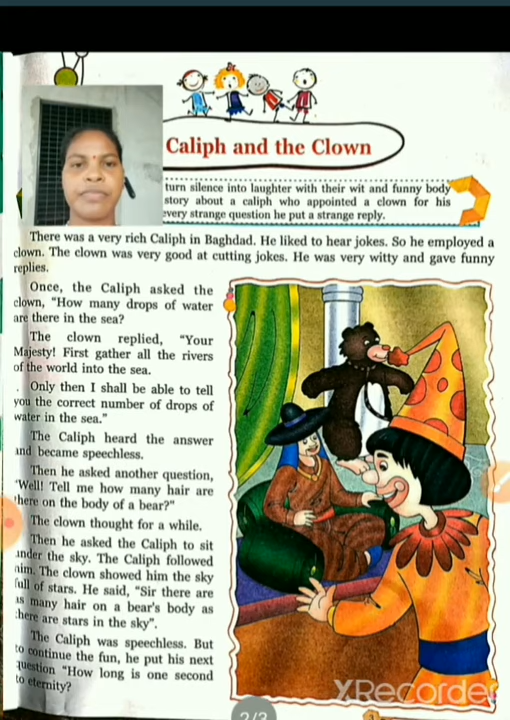 Caliph and the Clown
turn silence into laughter with their wit and funny body
story about a caliph who appointed a clown for his
every strange question he put a strange reply.
There was a very rich Caliph in Baghdad. He liked to hear jokes. So he employed a
clown. The clown was very good at cutting jokes. He was very witty and gave funny
replies.
Once, the Caliph asked the
clown, "How many drops of water
are there in the sea?
The clown replied, "Your
Majesty! First gather all the rivers
of the world into the sea.
Only then I shall be able to tell
you the correct number of drops of
water in the sea."
The Caliph heard the answer
and became speechless.
Then he asked another question,
'Well! Tell me how many hair are
there on the body of a bear?"
The clown thought for a while.
Then he asked the Caliph to sit
under the sky. The Caliph followed
him. The clown showed him the sky
full of stars. He said, "Sir there are
as many hair on a bear's body as
there are stars in the sky".
The Caliph was speechless. But
to continue the fun, he put his next
question "How long is one second
to eternity?
XRecorder
2/3